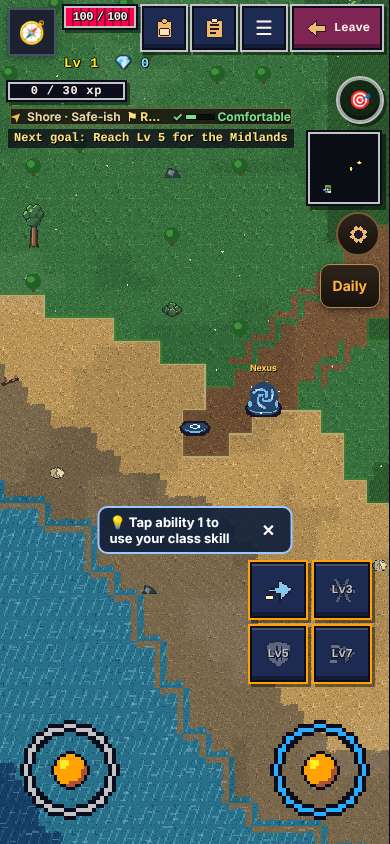 100 / 100
Leave
Lv 1 0
0 / 30 xp
Shore · Safe-ish R... Comfortable
Next goal: Reach Lv 5 for the Midlands
Daily
Nexus
Tap ability 1 to
use your class skill
Lv3
Lv5
Lv7